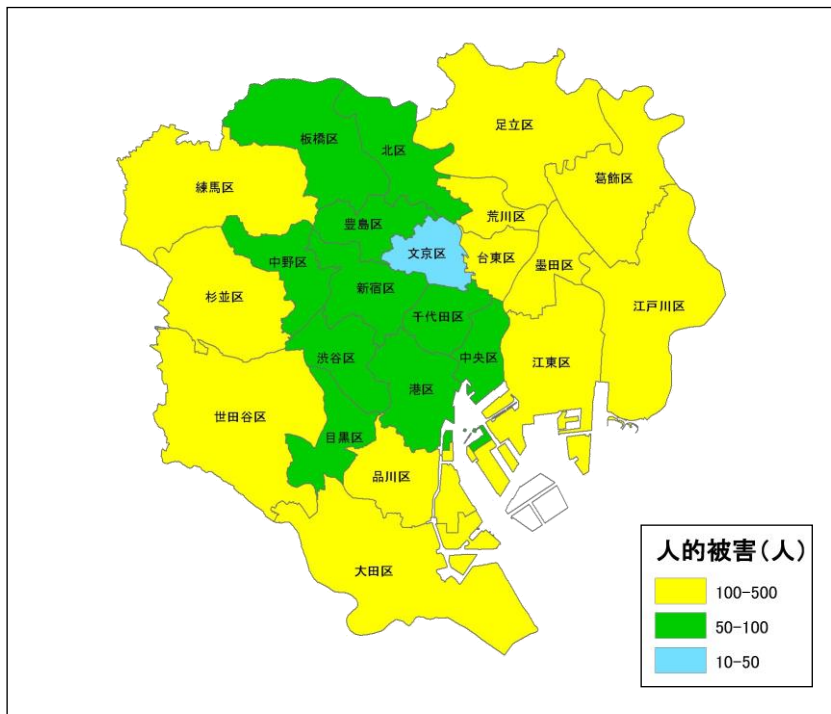 足立区
板橋区
北区
葛飾区
練馬区
荒川区
豊島区
文京区
台東区
中野区
墨田区
新宿区
杉並区
江戸川区
千代田区
渋谷区
中央区
江東区
港区
世田谷区
目黒区
品川区
大田区
人的被害(人)
100-500
50-100
10-50